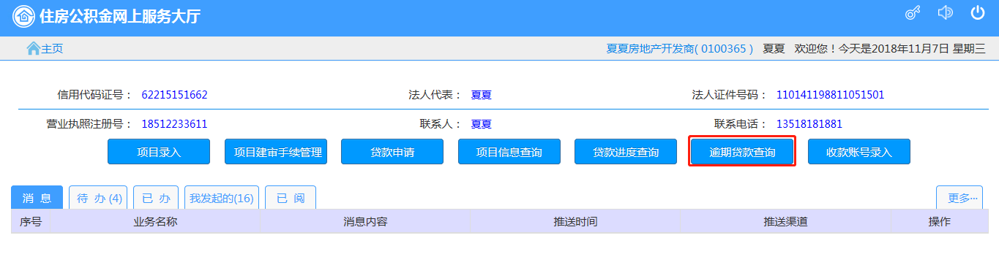 住房公积金网上服务大厅
主页 夏夏房地产开发商( 0100365 ) 夏夏 欢迎您！今天是2018年11月7日 星期三
信用代码证号： 62215151662 法人代表： 夏夏 法人证件号码： 110141198811051501
营业执照注册号： 18512233611 联系人： 夏夏 联系电话： 13518181881
项目录入 项目建审手续管理 贷款申请 项目信息查询 贷款进度查询 逾期贷款查询 收款账号录入
消 息 待 办 (4) 已 办 我发起的(16) 已 阅 更多...
序号 业务名称 消息内容 推送时间 推送渠道 操作